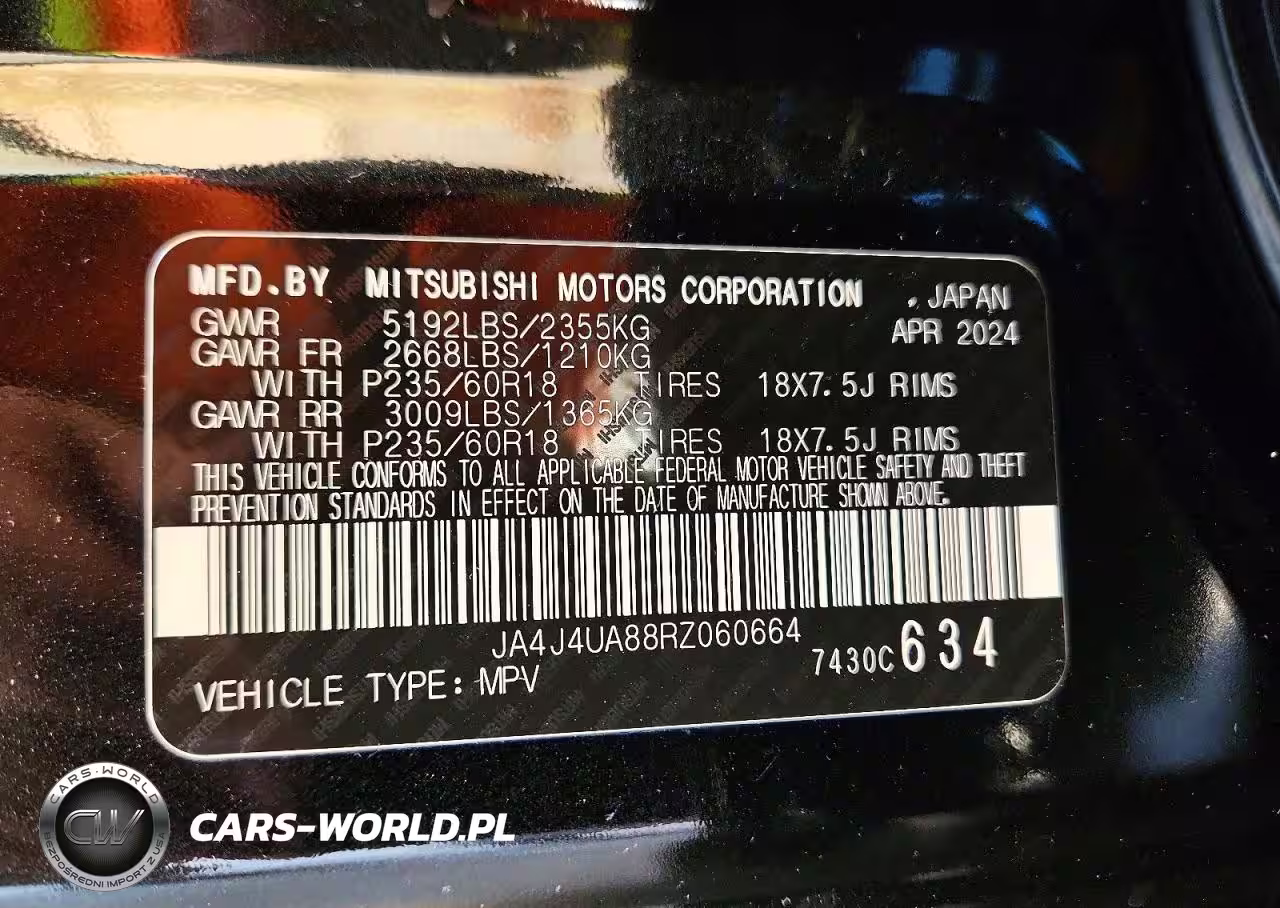 MFD.BY MITSUBISHI MOTORS CORPORATION , JAPAN
GVWR 5192LBS/2355KG APR 2024
GAWR FR 2668LBS/1210KG
WITH P235/60R18 TIRES 18X7.5J RIMS
GAWR RR 3009LBS/1365KG
WITH P235/60R18 TIRES 18X7.5J RIMS
THIS VEHICLE CONFORMS TO ALL APPLICABLE FEDERAL MOTOR VEHICLE SAFETY AND THEFT
PREVENTION STANDARDS IN EFFECT ON THE DATE OF MANUFACTURE SHOWN ABOVE.
JA4J4UA88RZ060664
VEHICLE TYPE: MPV 7430C 634
CARS-WORLD
CW
BEZPOŚREDNI IMPORT Z USA
CARS-WORLD.PL